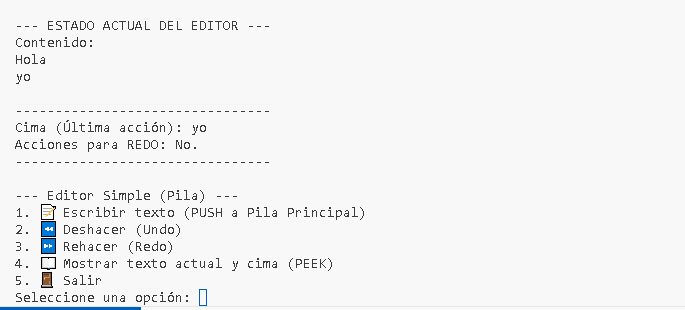 --- ESTADO ACTUAL DEL EDITOR ---
Contenido:
Hola
yo
-------------------------------
Cima (Última acción): yo
Acciones para REDO: No.
-------------------------------
--- Editor Simple (Pila) ---
1. 📝 Escribir texto (PUSH a Pila Principal)
2. ⏪ Deshacer (Undo)
3. ⏩ Rehacer (Redo)
4. 📖 Mostrar texto actual y cima (PEEK)
5. 🚪 Salir
Seleccione una opción: